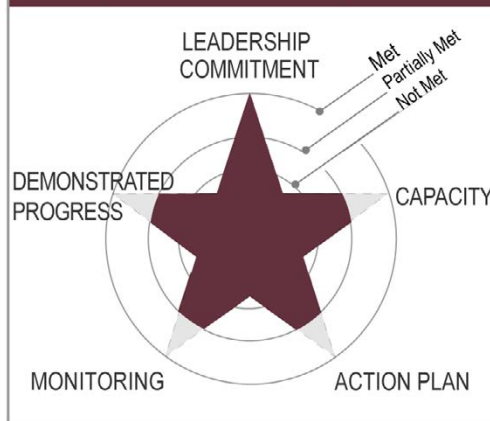 LEADERSHIP
COMMITMENT
Met
Partially Met
Not Met
DEMONSTRATED
PROGRESS
CAPACITY
MONITORING
ACTION PLAN